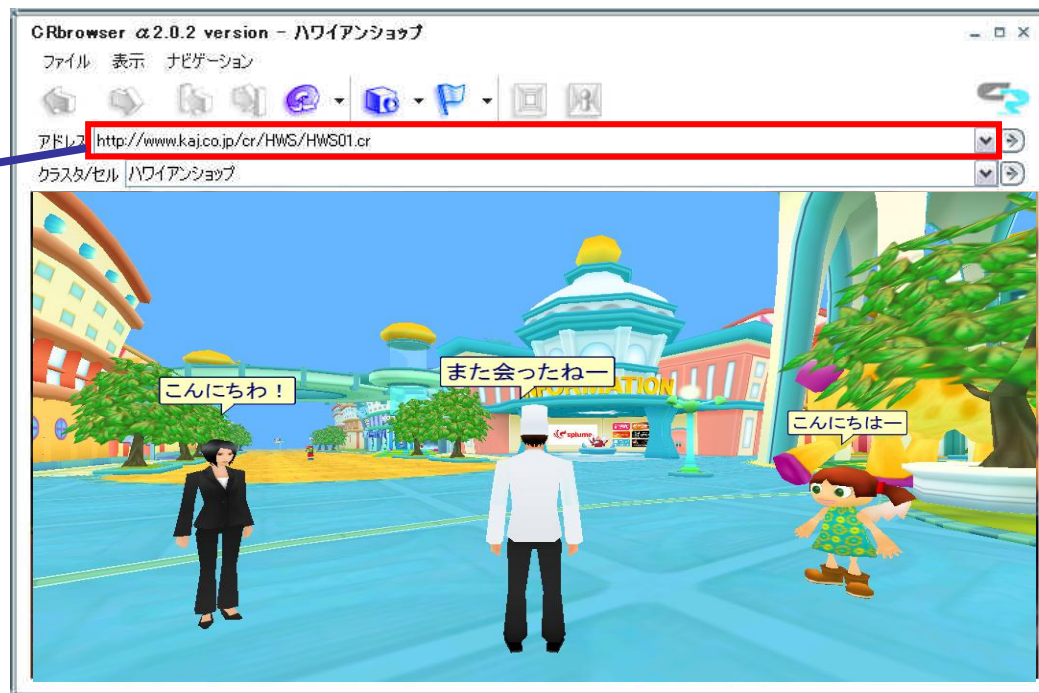 CRbrowser α2.0.2 version - ハワイアンショップ
ファイル 表示 ナビゲーション
アドレス http://www.kaj.co.jp/cr/HWS/HWS01.cr
クラスタ/セル ハワイアンショップ
また会ったねー
こんにちわ！
INFORMATION
こんにちはー
splume